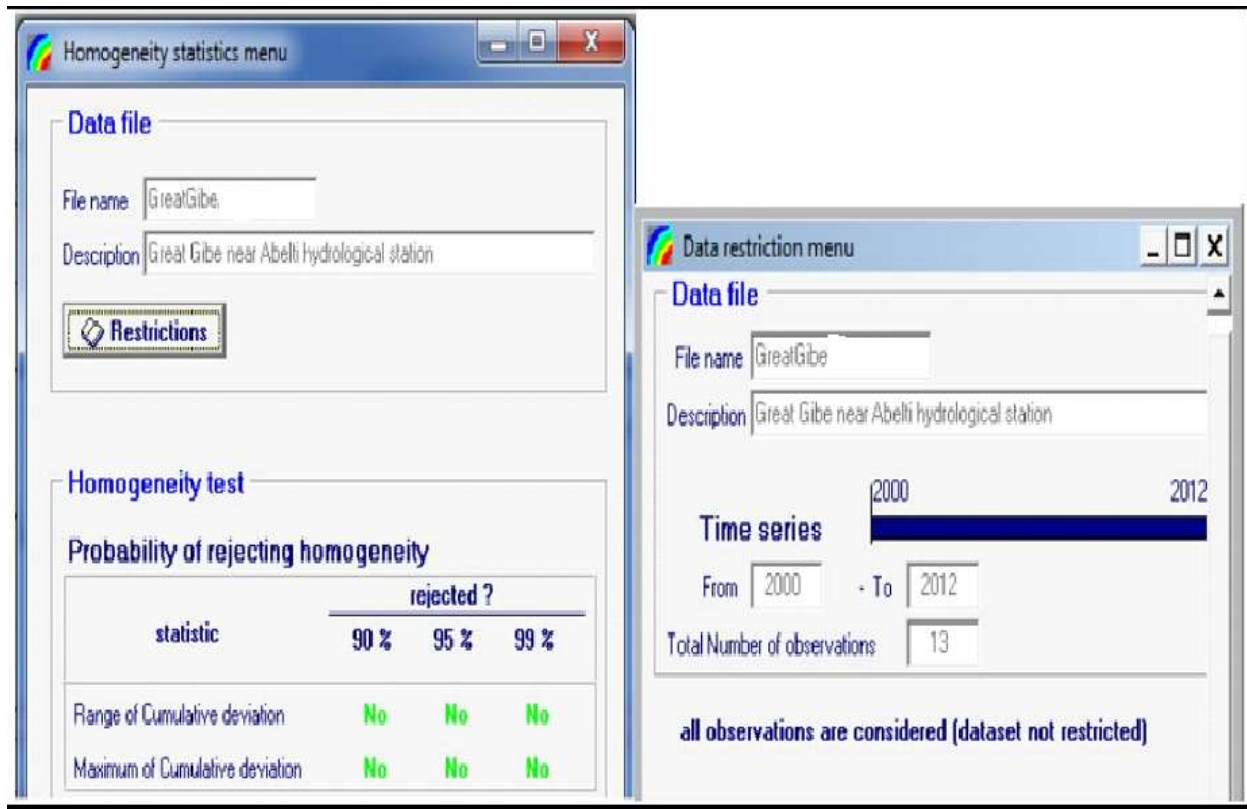 Homogeneity statistics menu
Data file
File name GreatGibe
Description Great Gibe near Abelti hydrological station
Restrictions
Homogeneity test
Probability of rejecting homogeneity
rejected ?
statistic 90 % 95 % 99 %
Range of Cumulative deviation No No No
Maximum of Cumulative deviation No No No
Data restriction menu
Data file
File name GreatGibe
Description Great Gibe near Abelti hydrological station
2000 2012
Time series
From 2000 - To 2012
Total Number of observations 13
all observations are considered (dataset not restricted)